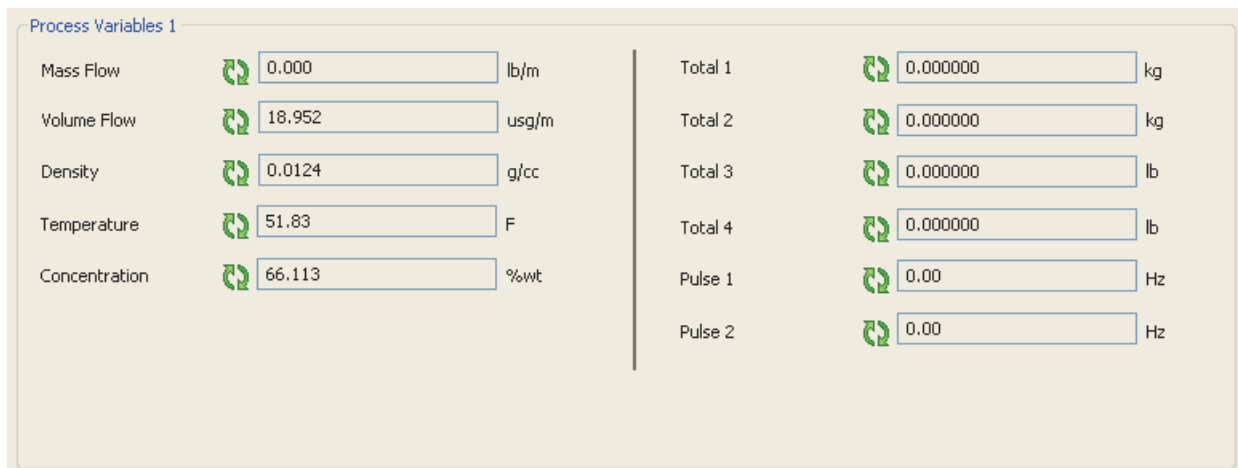 Process Variables 1
Mass Flow 0.000 lb/m
Volume Flow 18.952 usg/m
Density 0.0124 g/cc
Temperature 51.83 F
Concentration 66.113 %wt
Total 1 0.000000 kg
Total 2 0.000000 kg
Total 3 0.000000 lb
Total 4 0.000000 lb
Pulse 1 0.00 Hz
Pulse 2 0.00 Hz